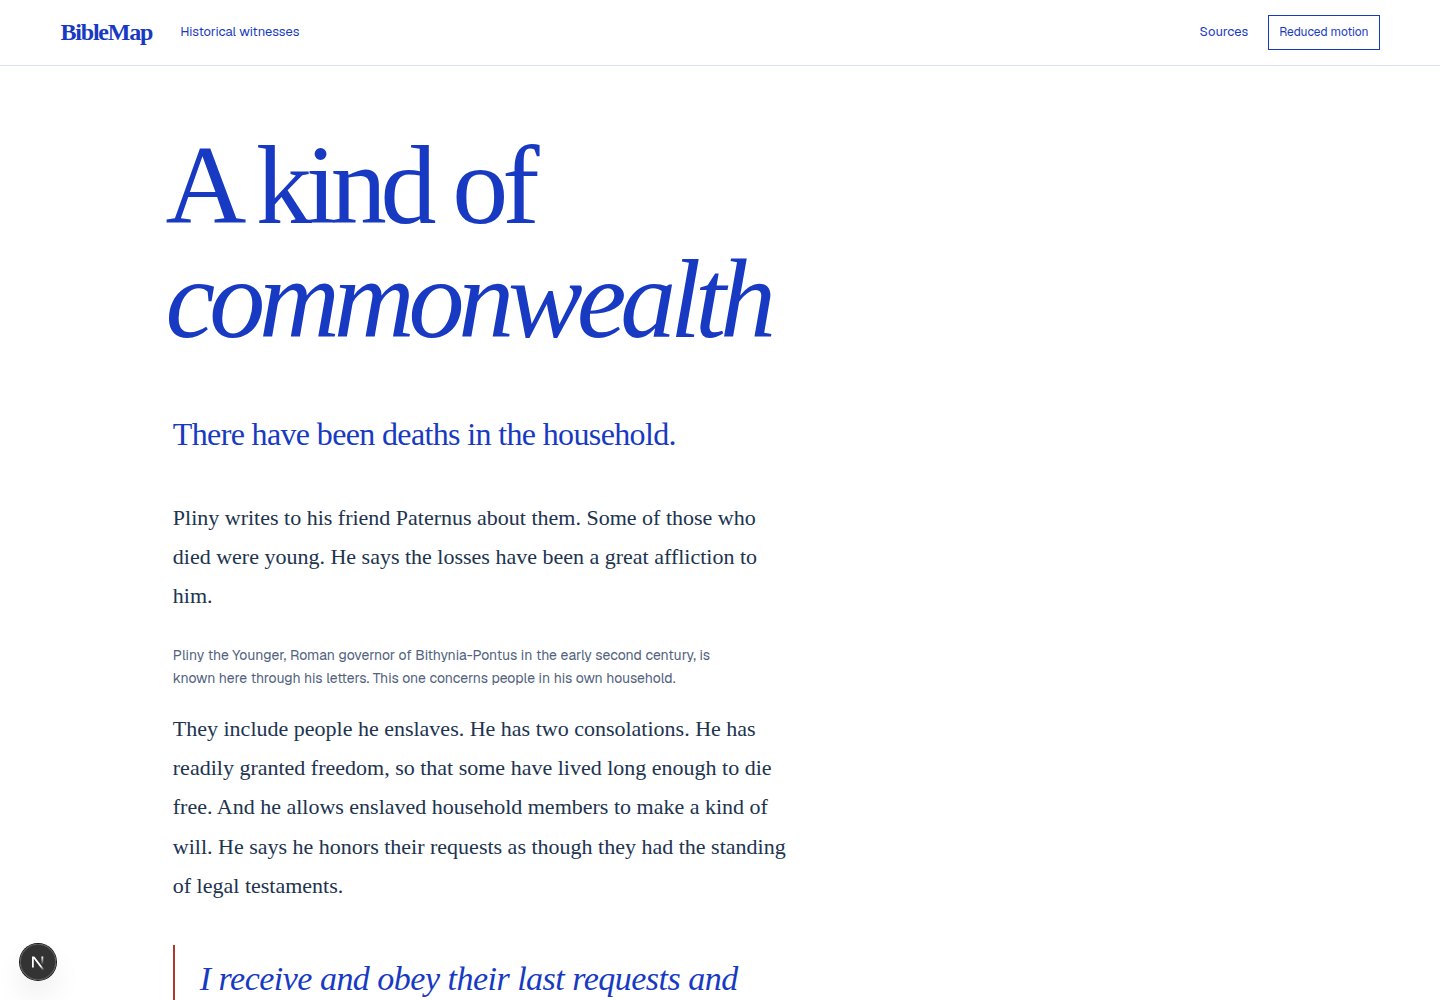 BibleMap
Historical witnesses
Sources
Reduced motion
A kind of
commonwealth
There have been deaths in the household.
Pliny writes to his friend Paternus about them. Some of those who
died were young. He says the losses have been a great affliction to
him.
Pliny the Younger, Roman governor of Bithynia-Pontus in the early second century, is
known here through his letters. This one concerns people in his own household.
They include people he enslaves. He has two consolations. He has
readily granted freedom, so that some have lived long enough to die
free. And he allows enslaved household members to make a kind of
will. He says he honors their requests as though they had the standing
of legal testaments.
N
I receive and obey their last requests and